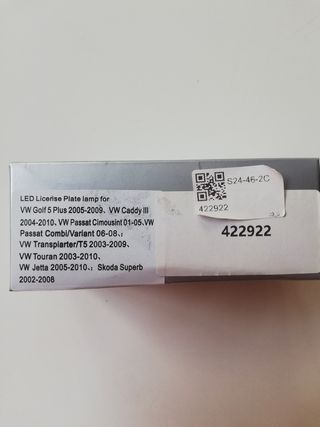 LED Licerise Plate lamp for
VW Golf 5 Plus 2005-2009、VW Caddy III
2004-2010、VW Passat Cimousint 01-05、VW
Passat Combi/Variant 06-08、;
VW Transpiarter/T5 2003-2009、
VW Touran 2003-2010、
VW Jetta 2005-2010、; Skoda Superb
2002-2008
S24-46-2C
422922
422922